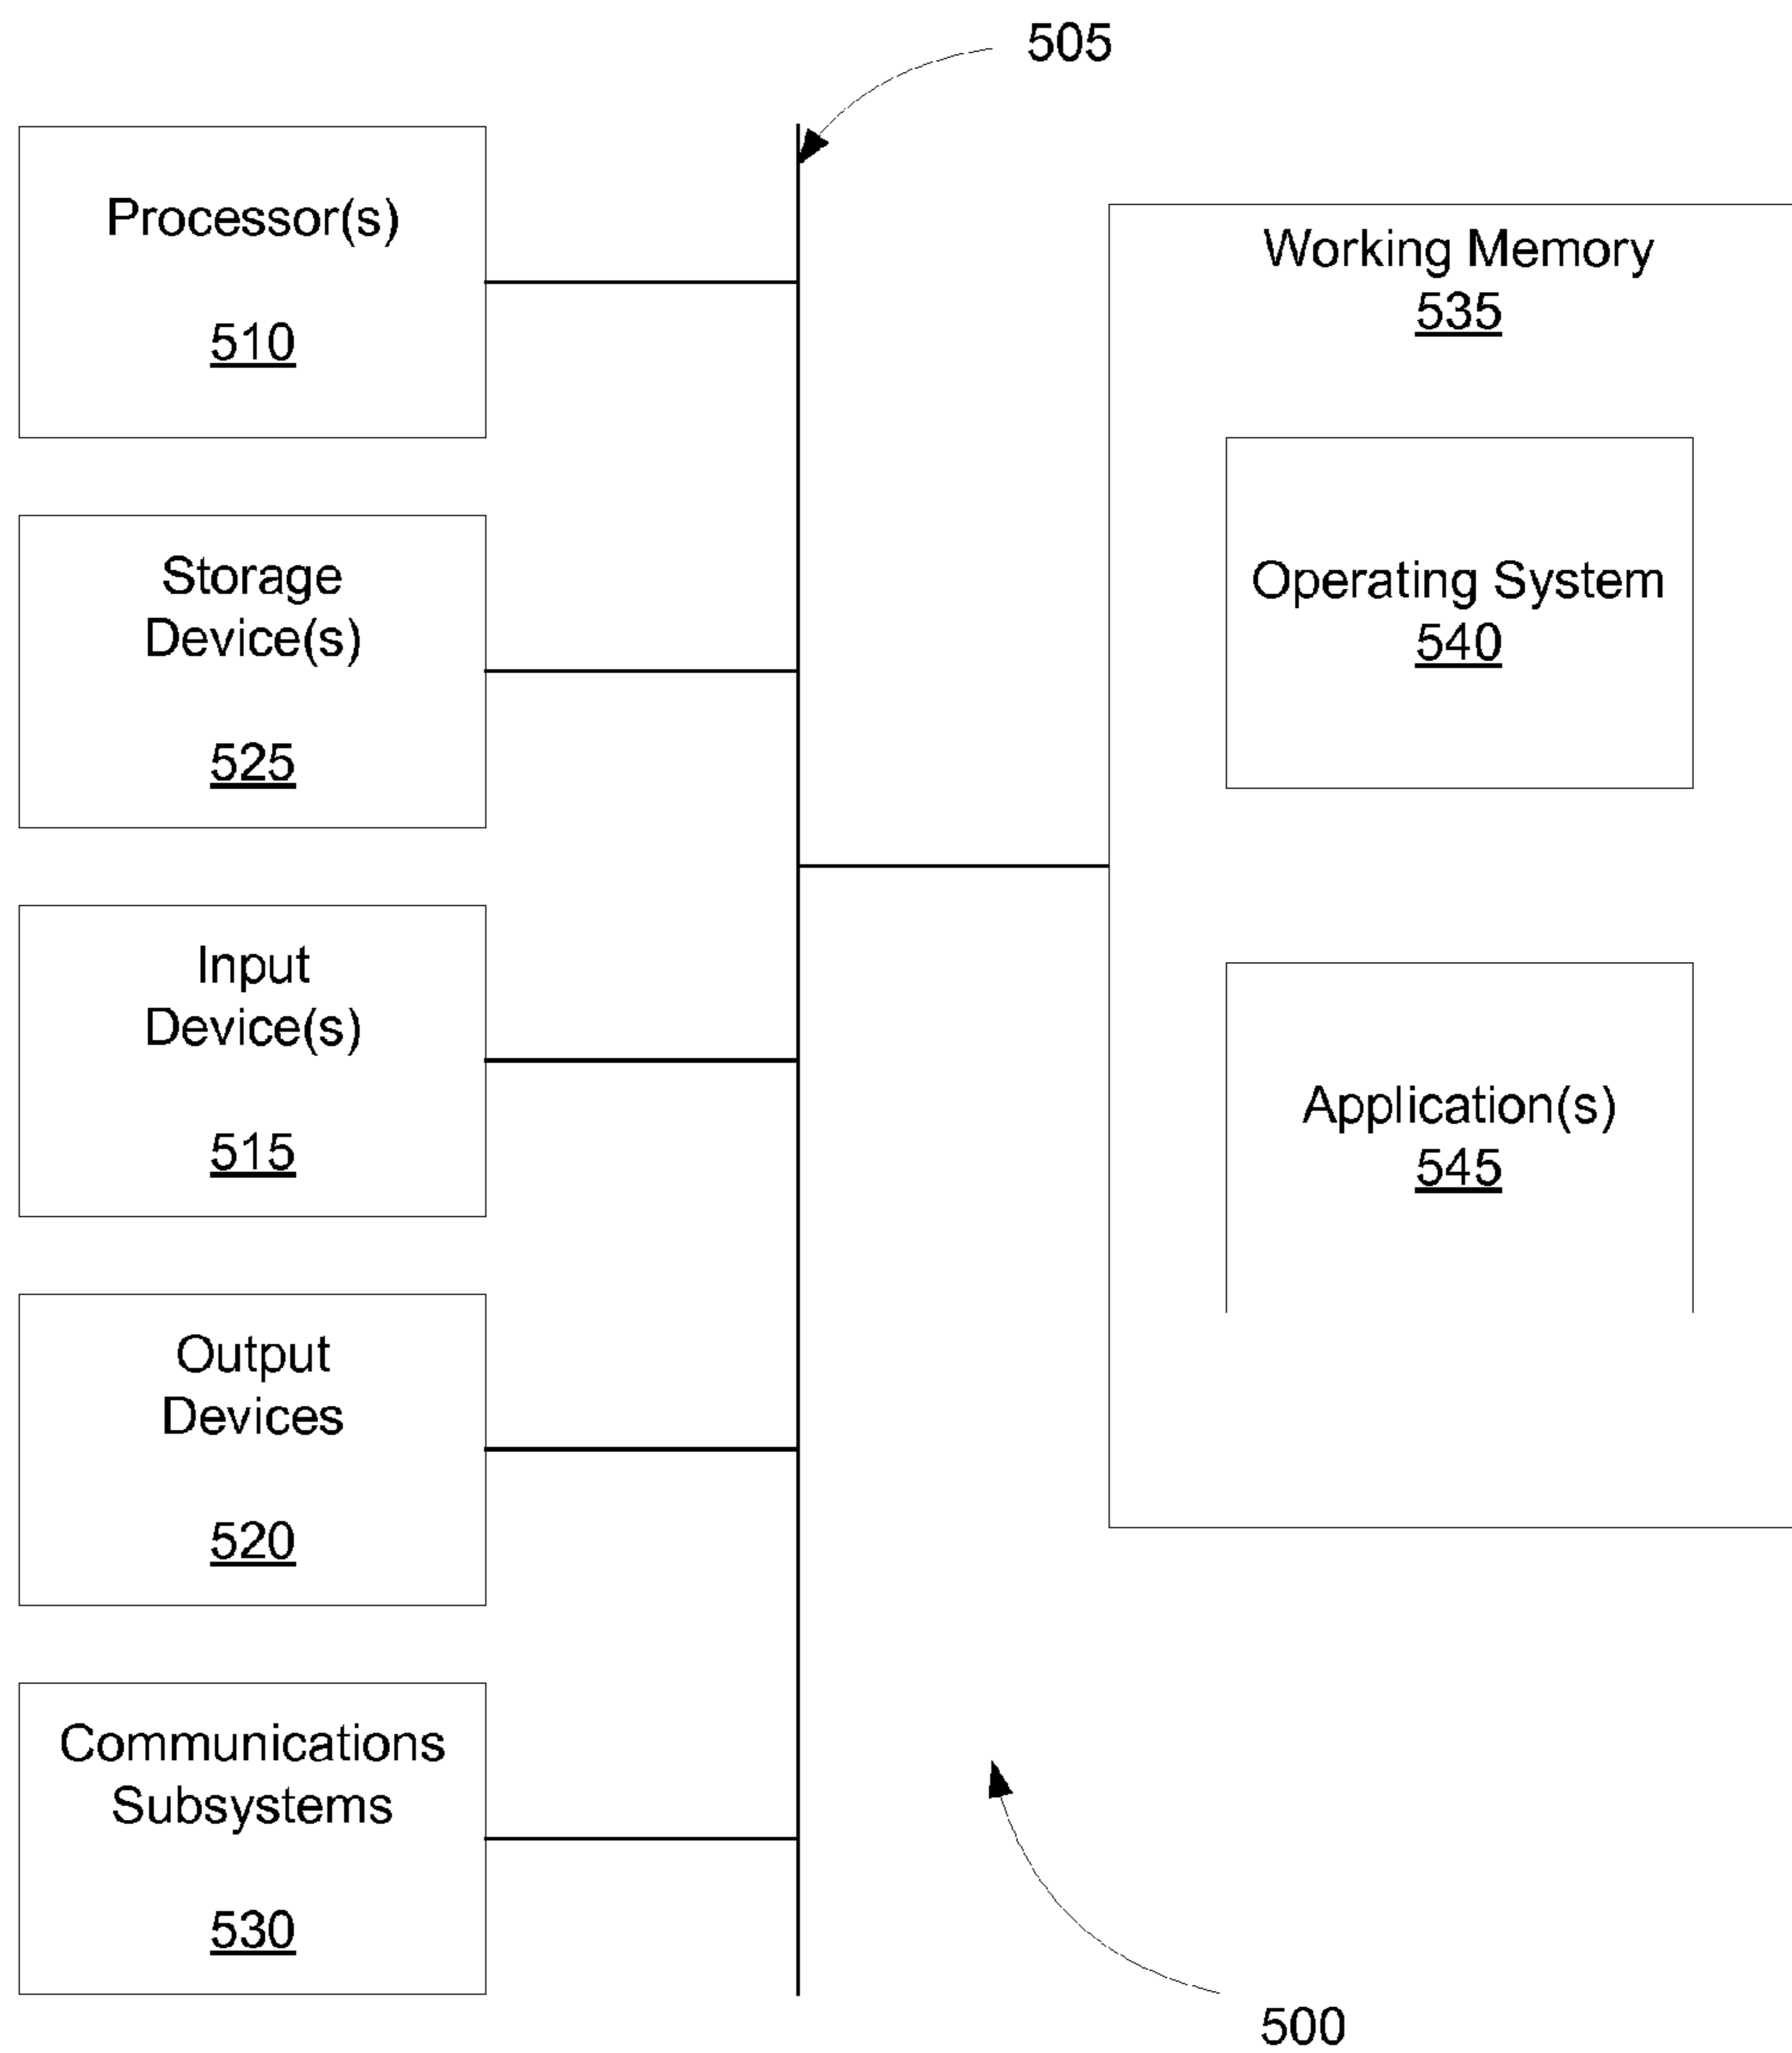 505
Processor(s)
510
Storage
Device(s)
525
Input
Device(s)
515
Output
Devices
520
Communications
Subsystems
530
Working Memory
535
Operating System
540
Application(s)
545
500